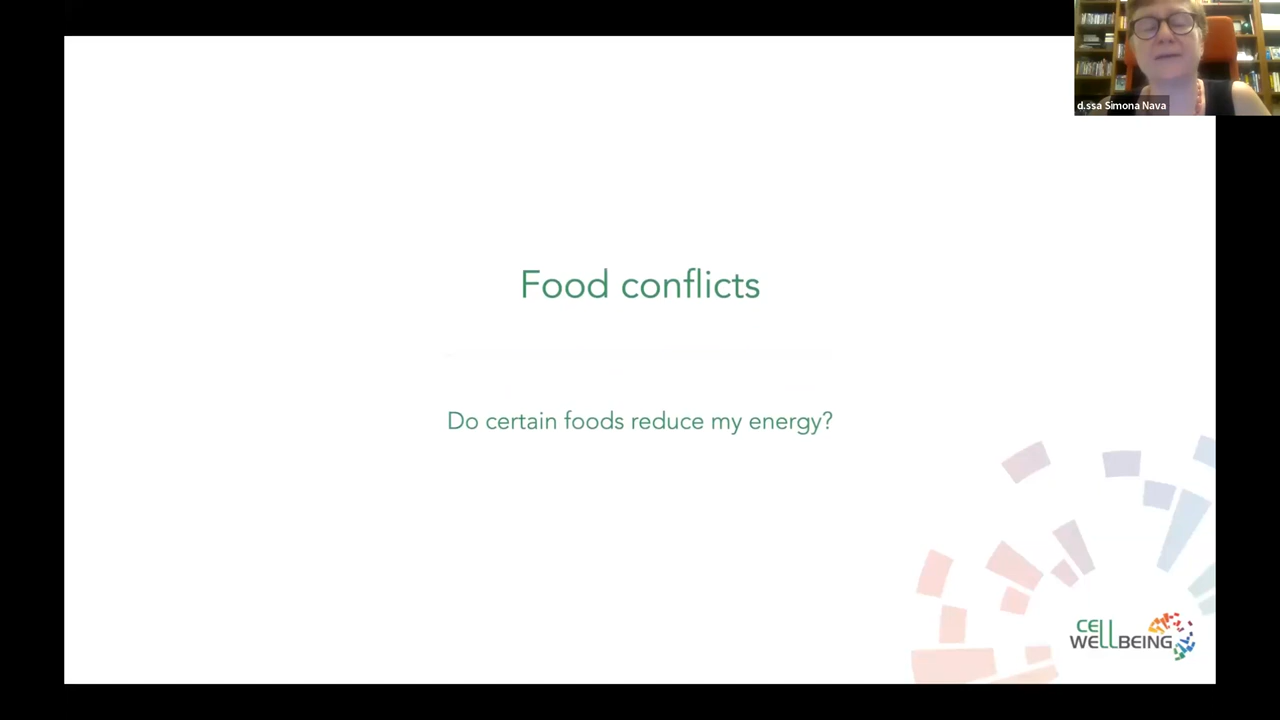 d.ssa Simona Nava
Food conflicts
Do certain foods reduce my energy?
CELL
WELLBEING